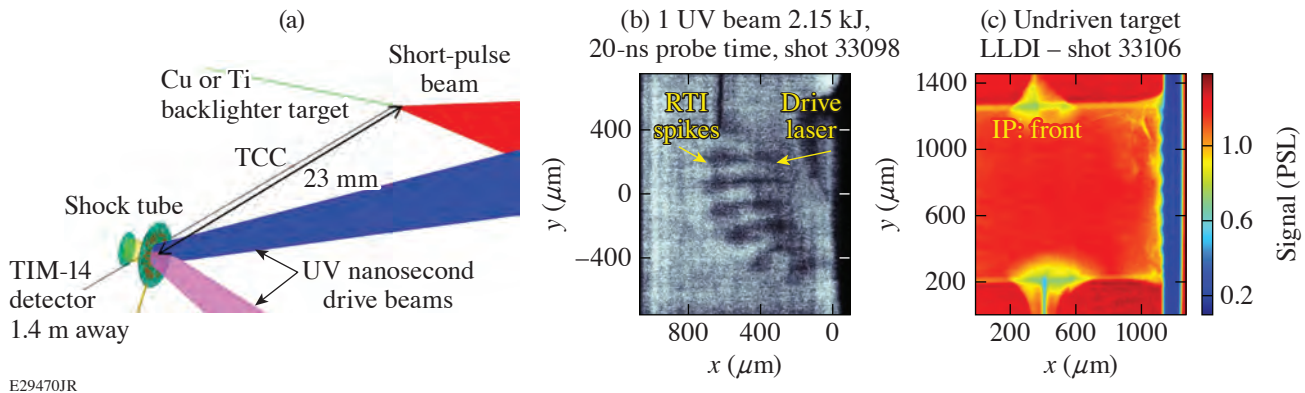 (a)
Short-pulse
beam
Cu or Ti
backlighter target
TCC
23 mm
Shock tube
TIM-14
detector
1.4 m away
UV nanosecond
drive beams
E29470JR
(b) 1 UV beam 2.15 kJ,
20-ns probe time, shot 33098
RTI
spikes
Drive
laser
400
0
−400
y (μm)
800
400
0
x (μm)
(c) Undriven target
LLDI – shot 33106
IP: front
1400
1000
600
200
y (μm)
200
600
1000
x (μm)
1.0
0.6
0.2
Signal (PSL)